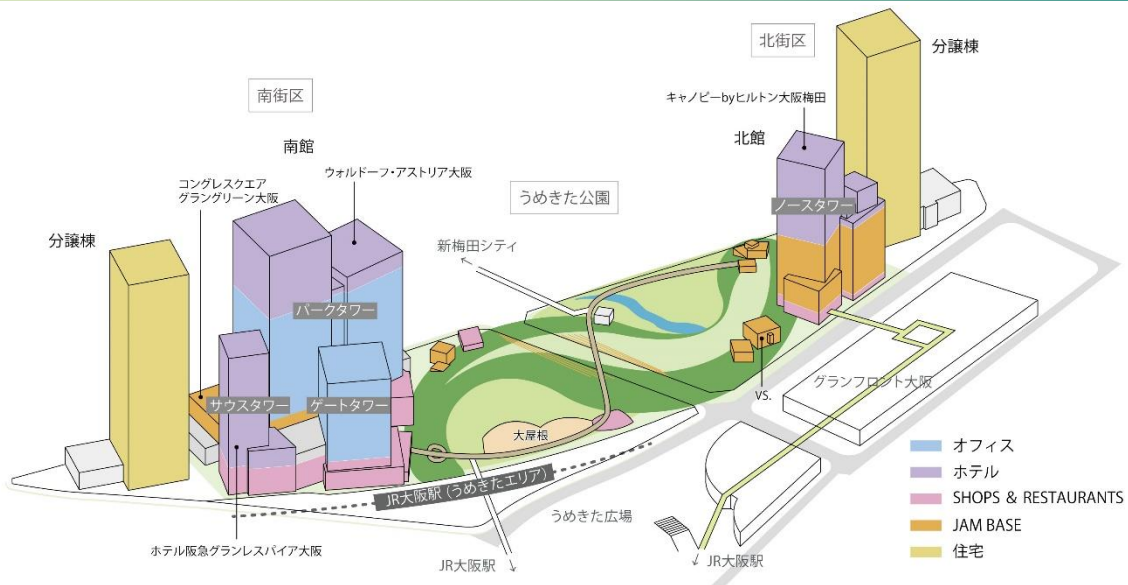 北街区
分譲棟
南街区
キャノピーbyヒルトン大阪梅田
南館
北館
コングレスクエア
グラングリーン大阪
ウォルドーフ・アストリア大阪
うめきた公園
ノースタワー
分譲棟
新梅田シティ
パークタワー
VS.
グランフロント大阪
サウスタワー
ゲートタワー
大屋根
オフィス
ホテル
SHOPS & RESTAURANTS
JAM BASE
住宅
JR大阪駅(うめきたエリア)
うめきた広場
ホテル阪急グランレスパイア大阪
JR大阪駅
JR大阪駅